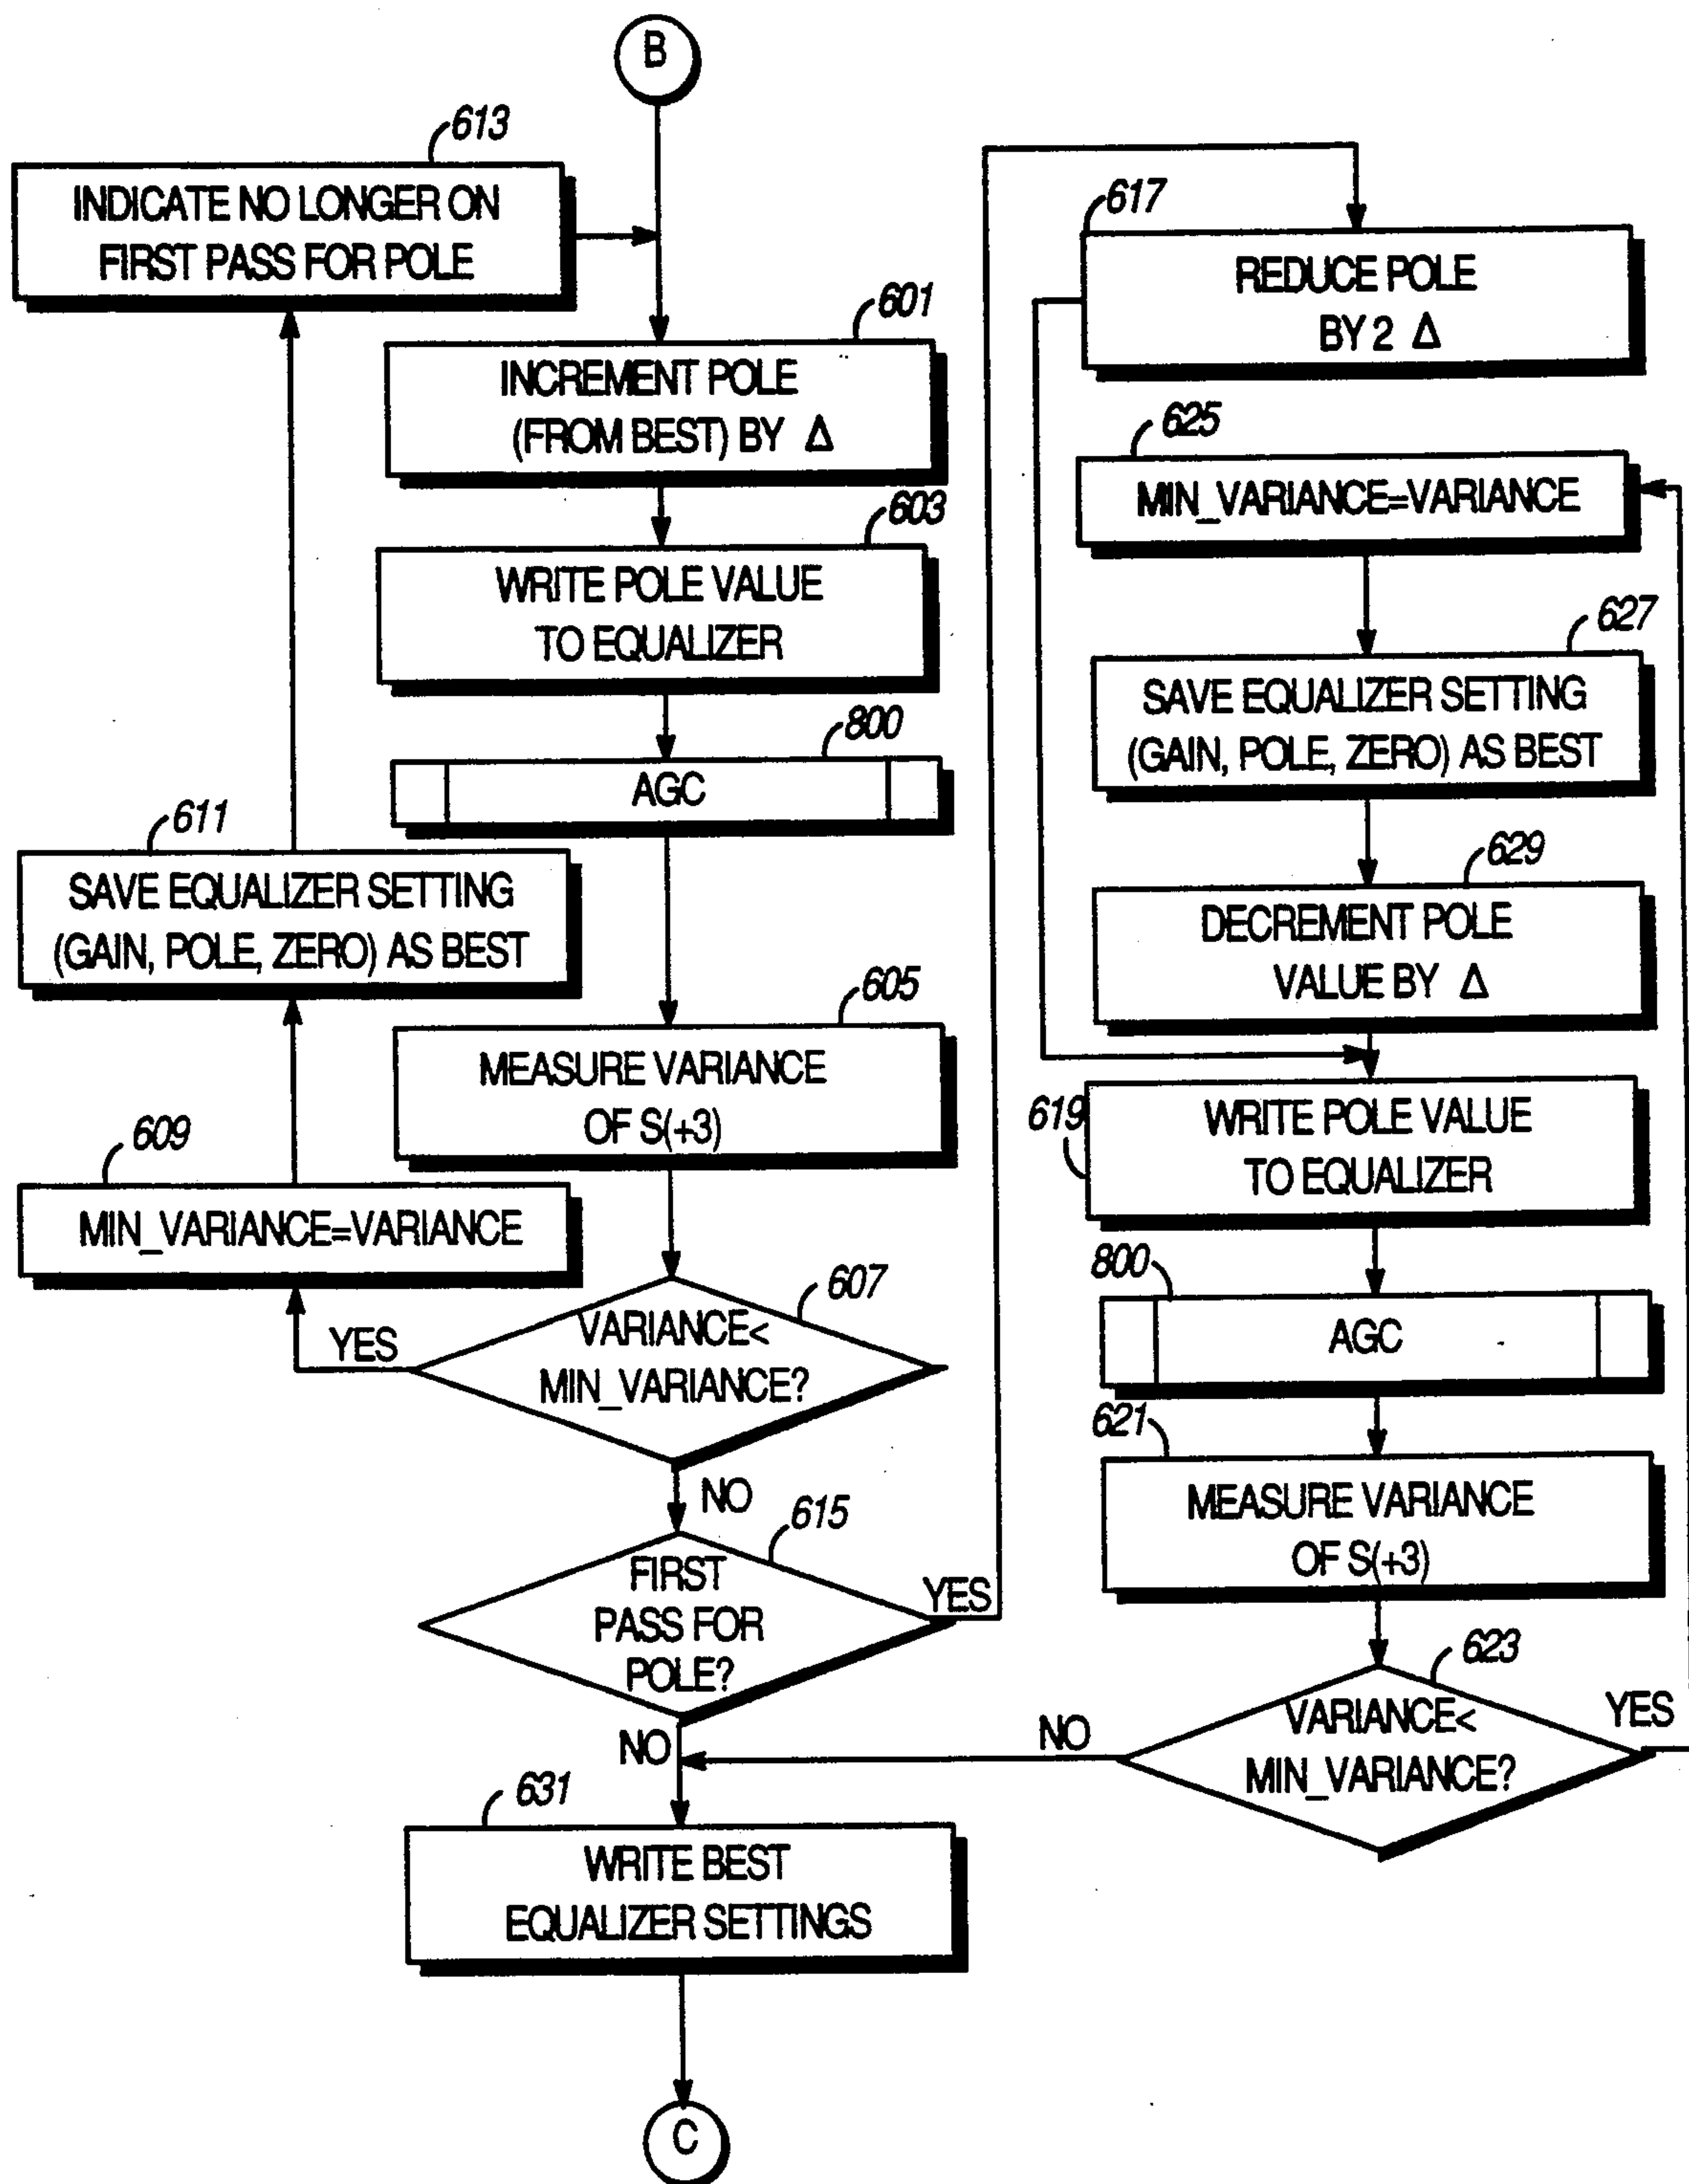 B
613
INDICATE NO LONGER ON
FIRST PASS FOR POLE
601
INCREMENT POLE
(FROM BEST) BY Δ
603
WRITE POLE VALUE
TO EQUALIZER
800
AGC
611
SAVE EQUALIZER SETTING
(GAIN, POLE, ZERO) AS BEST
605
MEASURE VARIANCE
OF S(+3)
609
MIN_VARIANCE=VARIANCE
607
VARIANCE<
MIN_VARIANCE?
YES
NO
615
FIRST
PASS FOR
POLE?
YES
NO
631
WRITE BEST
EQUALIZER SETTINGS
C
617
REDUCE POLE
BY 2 Δ
625
MIN_VARIANCE=VARIANCE
627
SAVE EQUALIZER SETTING
(GAIN, POLE, ZERO) AS BEST
629
DECREMENT POLE
VALUE BY Δ
619
WRITE POLE VALUE
TO EQUALIZER
800
AGC
621
MEASURE VARIANCE
OF S(+3)
623
VARIANCE<
MIN_VARIANCE?
YES
NO